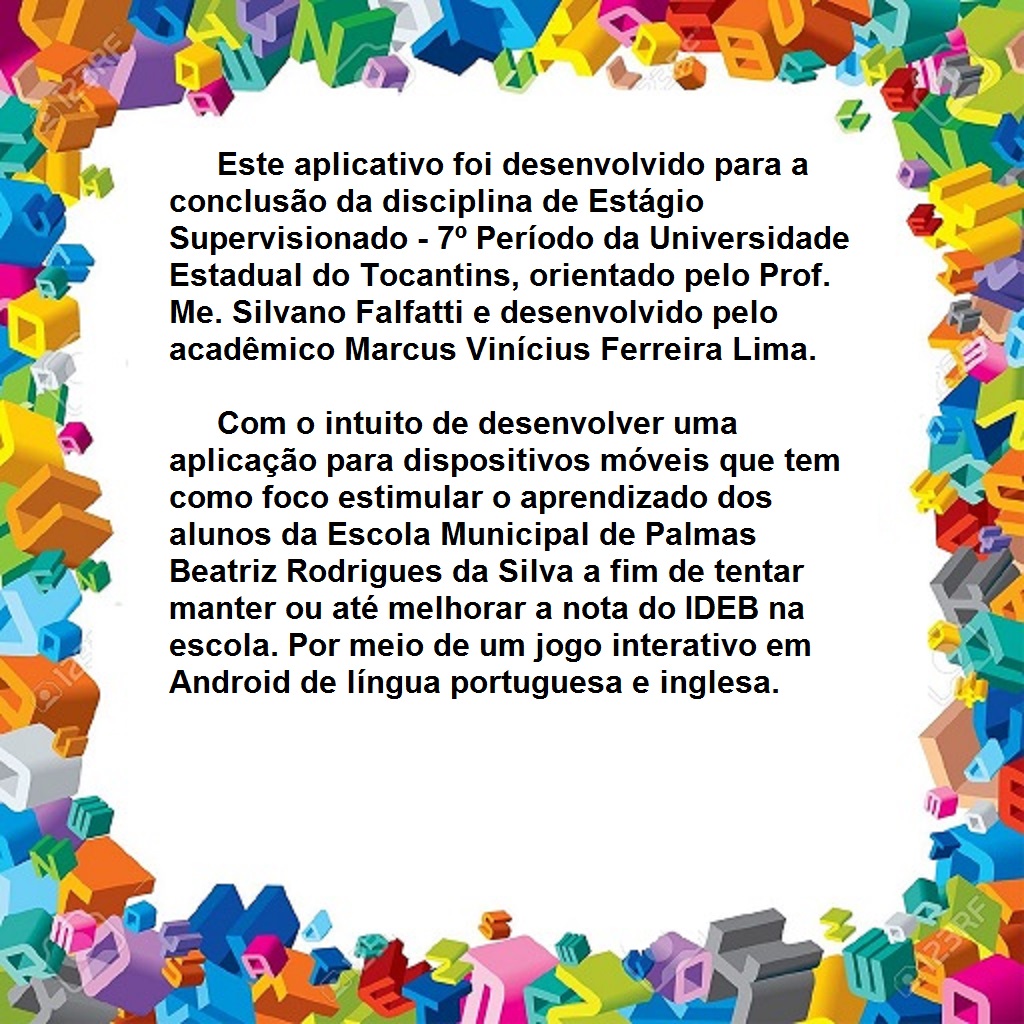 Este aplicativo foi desenvolvido para a
conclusão da disciplina de Estágio
Supervisionado - 7º Período da Universidade
Estadual do Tocantins, orientado pelo Prof.
Me. Silvano Falfatti e desenvolvido pelo
acadêmico Marcus Vinícius Ferreira Lima.
Com o intuito de desenvolver uma
aplicação para dispositivos móveis que tem
como foco estimular o aprendizado dos
alunos da Escola Municipal de Palmas
Beatriz Rodrigues da Silva a fim de tentar
manter ou até melhorar a nota do IDEB na
escola. Por meio de um jogo interativo em
Android de língua portuguesa e inglesa.